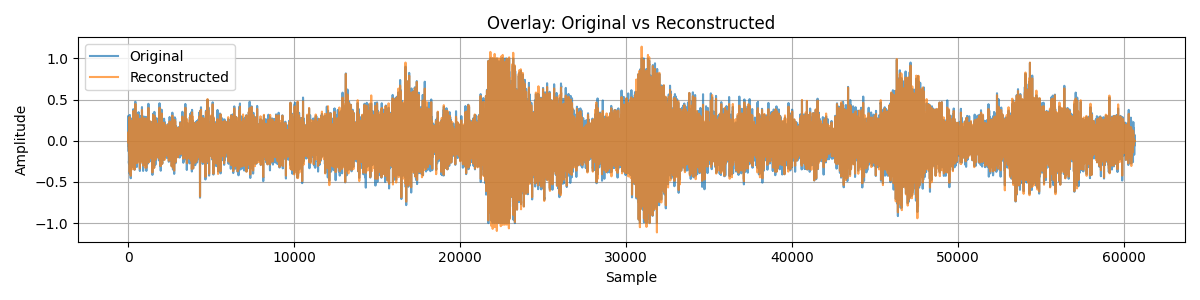 Overlay: Original vs Reconstructed
Original
Reconstructed
Amplitude
1.0
0.5
0.0
−0.5
−1.0
0 10000 20000 30000 40000 50000 60000
Sample